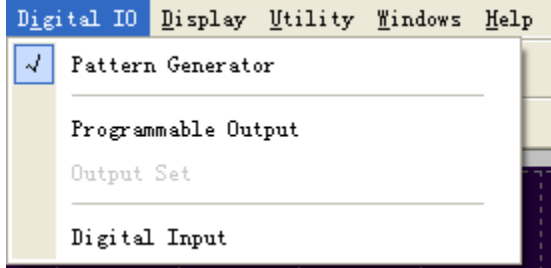 Digital IO Display Utility Windows Help
Pattern Generator
Programmable Output
Output Set
Digital Input